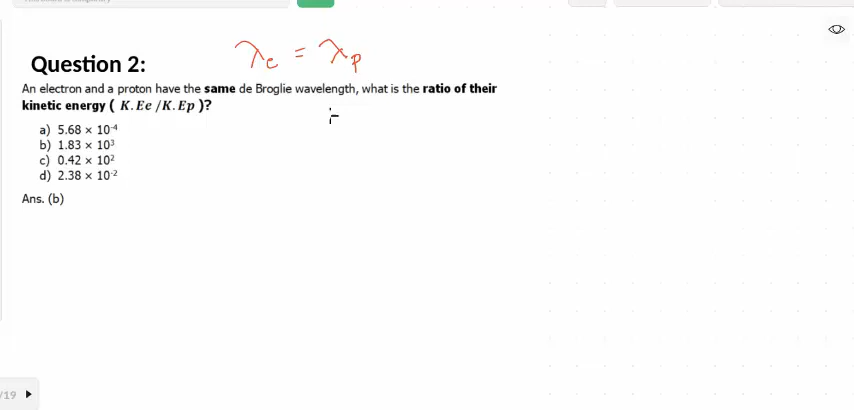 λe = λp
Question 2:
An electron and a proton have the same de Broglie wavelength, what is the ratio of their
kinetic energy ( K.Ee /K.Ep )?
a) 5.68 × 10⁻⁴
b) 1.83 × 10³
c) 0.42 × 10²
d) 2.38 × 10⁻²
Ans. (b)
/19